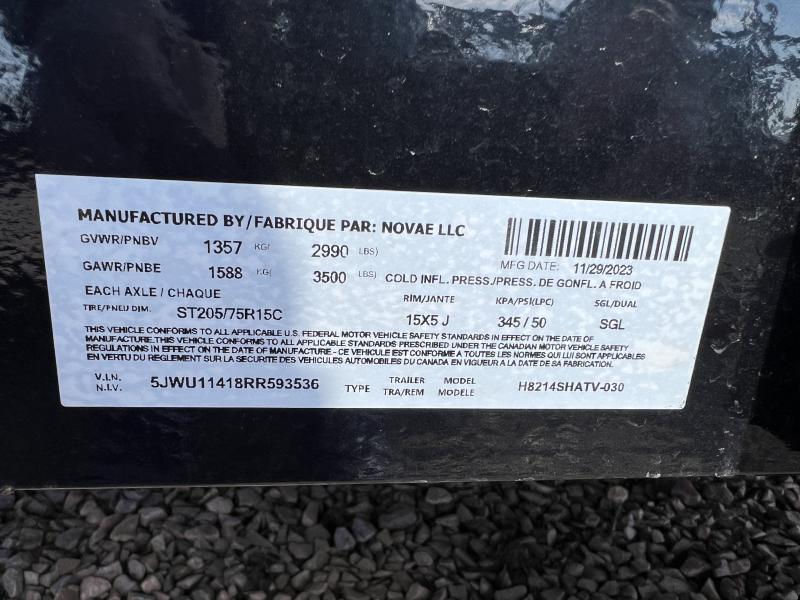 MANUFACTURED BY/FABRIQUE PAR: NOVAE LLC
GVWR/PNBV 1357 KG( 2990 LBS)
MFG DATE: 11/29/2023
GAWR/PNBE 1588 KG( 3500 LBS) COLD INFL. PRESS./PRESS. DE GONFL. A FROID
EACH AXLE / CHAQUE RIM/JANTE KPA/PSI(LPC) SGL/DUAL
TIRE/PNEU DIM. ST205/75R15C 15X5 J 345/50 SGL
THIS VEHICLE CONFORMS TO ALL APPLICABLE U.S. FEDERAL MOTOR VEHICLE SAFETY STANDARDS IN EFFECT ON THE DATE OF
MANUFACTURE.THIS VEHICLE CONFORMS TO ALL APPLICABLE STANDARDS PRESCRIBED UNDER THE CANADIAN MOTOR VEHICLE SAFETY
REGULATIONS IN EFFECT ON THE DATE OF MANUFACTURE - CE VEHICULE EST CONFORME A TOUTES LES NORMES QUI LUI SONT APPLICABLES
EN VERTU DU REGLEMENT SUR LA SECURITE DES VEHICULES AUTOMOBILES DU CANADA EN VIGUEUR A LA DATE DE SA FABRICATION.
V.I.N. 5JWU11418RR593536 TYPE TRAILER MODEL H8214SHATV-030
N.I.V. TRA/REM MODELE